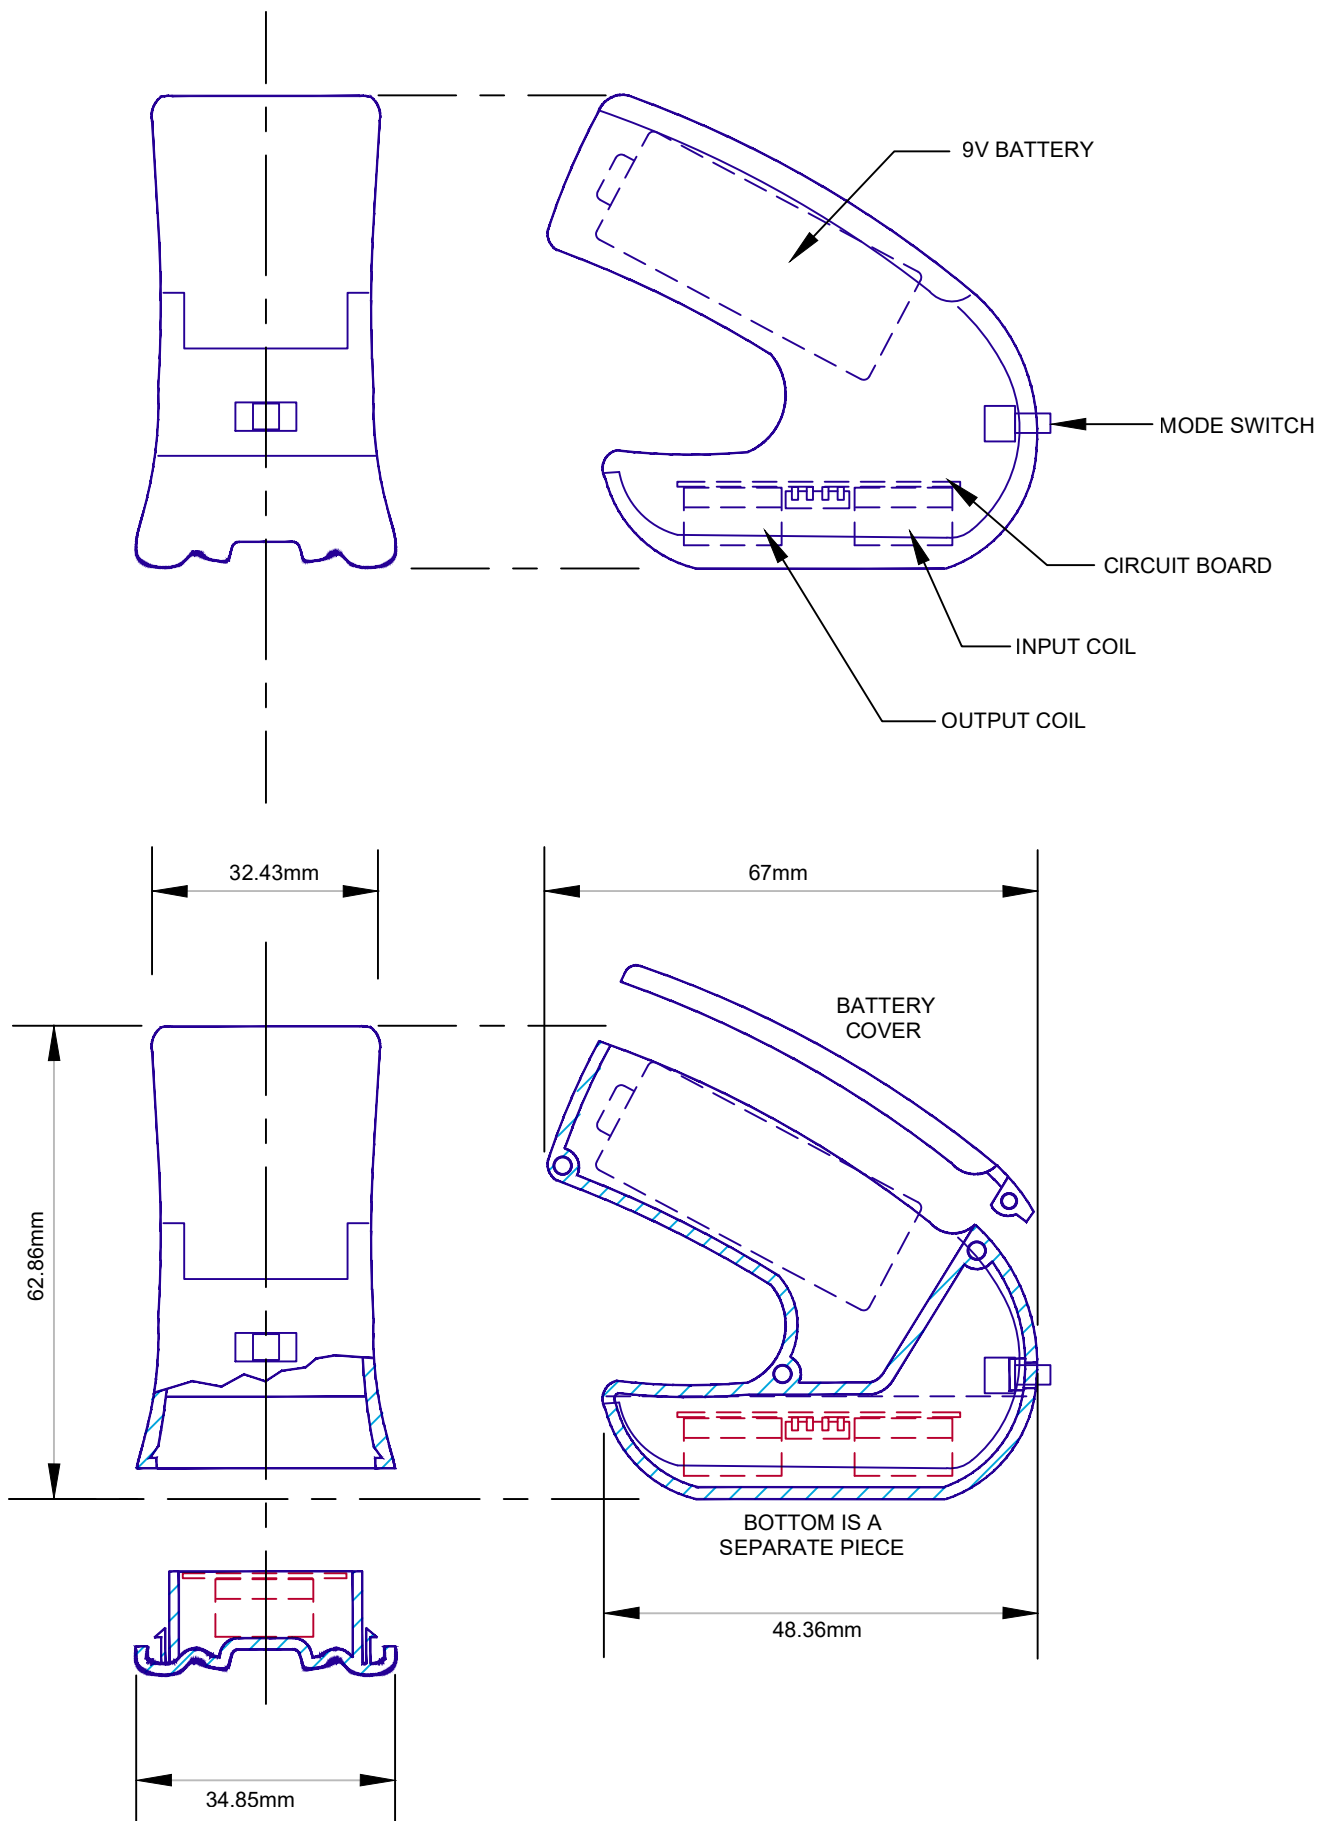 9V BATTERY
MODE SWITCH
CIRCUIT BOARD
INPUT COIL
OUTPUT COIL
32.43mm
67mm
BATTERY
COVER
62.86mm
BOTTOM IS A
SEPARATE PIECE
48.36mm
34.85mm